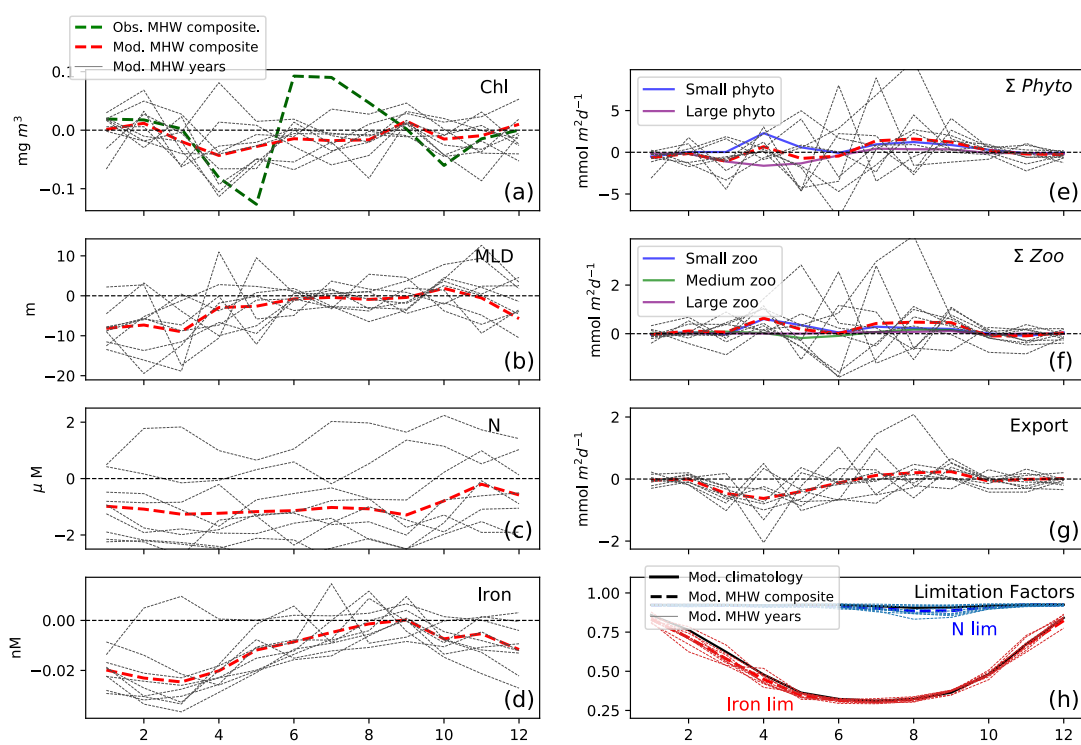 Obs. MHW composite.
Mod. MHW composite
Mod. MHW years
0.1
0.0
−0.1
mg m³
Chl
(a)
10
0
−10
−20
m
MLD
(b)
2
0
−2
μ M
N
(c)
0.00
−0.02
nM
Iron
(d)
2 4 6 8 10 12
Small phyto
Large phyto
5
0
−5
mmol m²d⁻¹
Σ Phyto
(e)
Small zoo
Medium zoo
Large zoo
2
0
mmol m²d⁻¹
Σ Zoo
(f)
2
0
−2
mmol m²d⁻¹
Export
(g)
Mod. climatology
Mod. MHW composite
Mod. MHW years
1.00
0.75
0.50
0.25
Limitation Factors
N lim
Iron lim
(h)
2 4 6 8 10 12